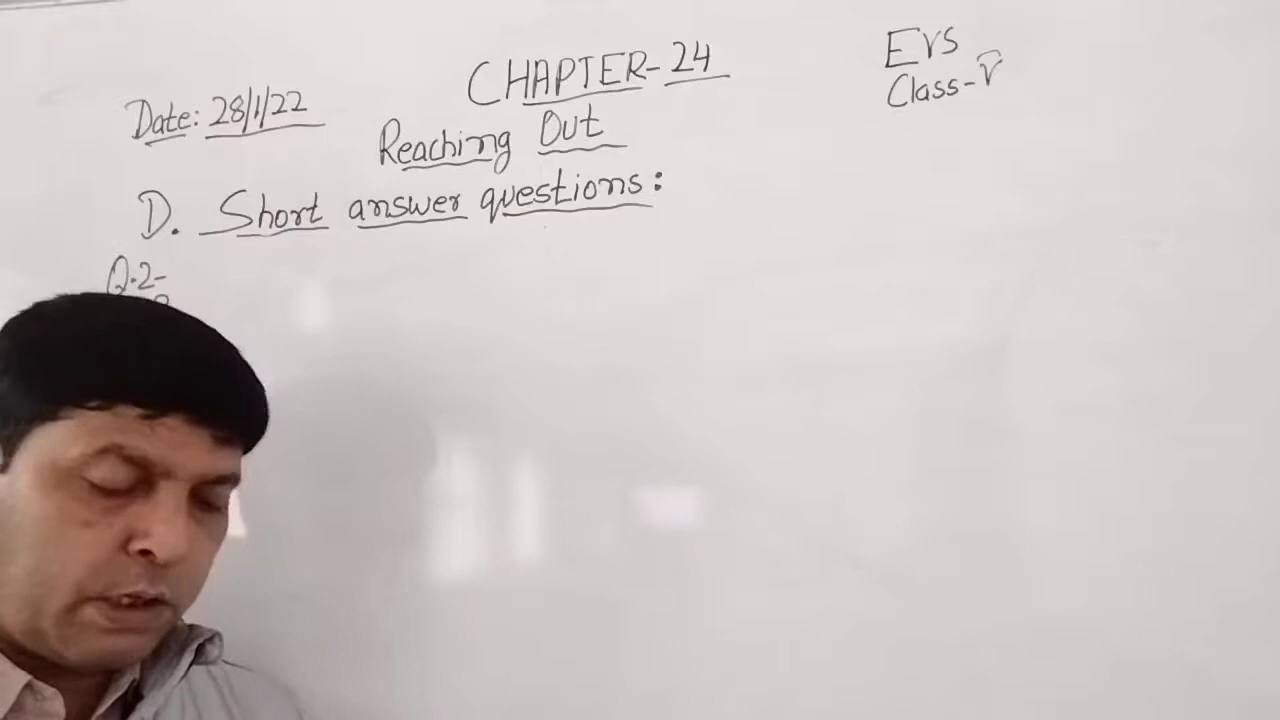 CHAPTER-24
EVS
Class-V
Date: 28/1/22
Reaching Out
D. Short answer questions:
Q.2-